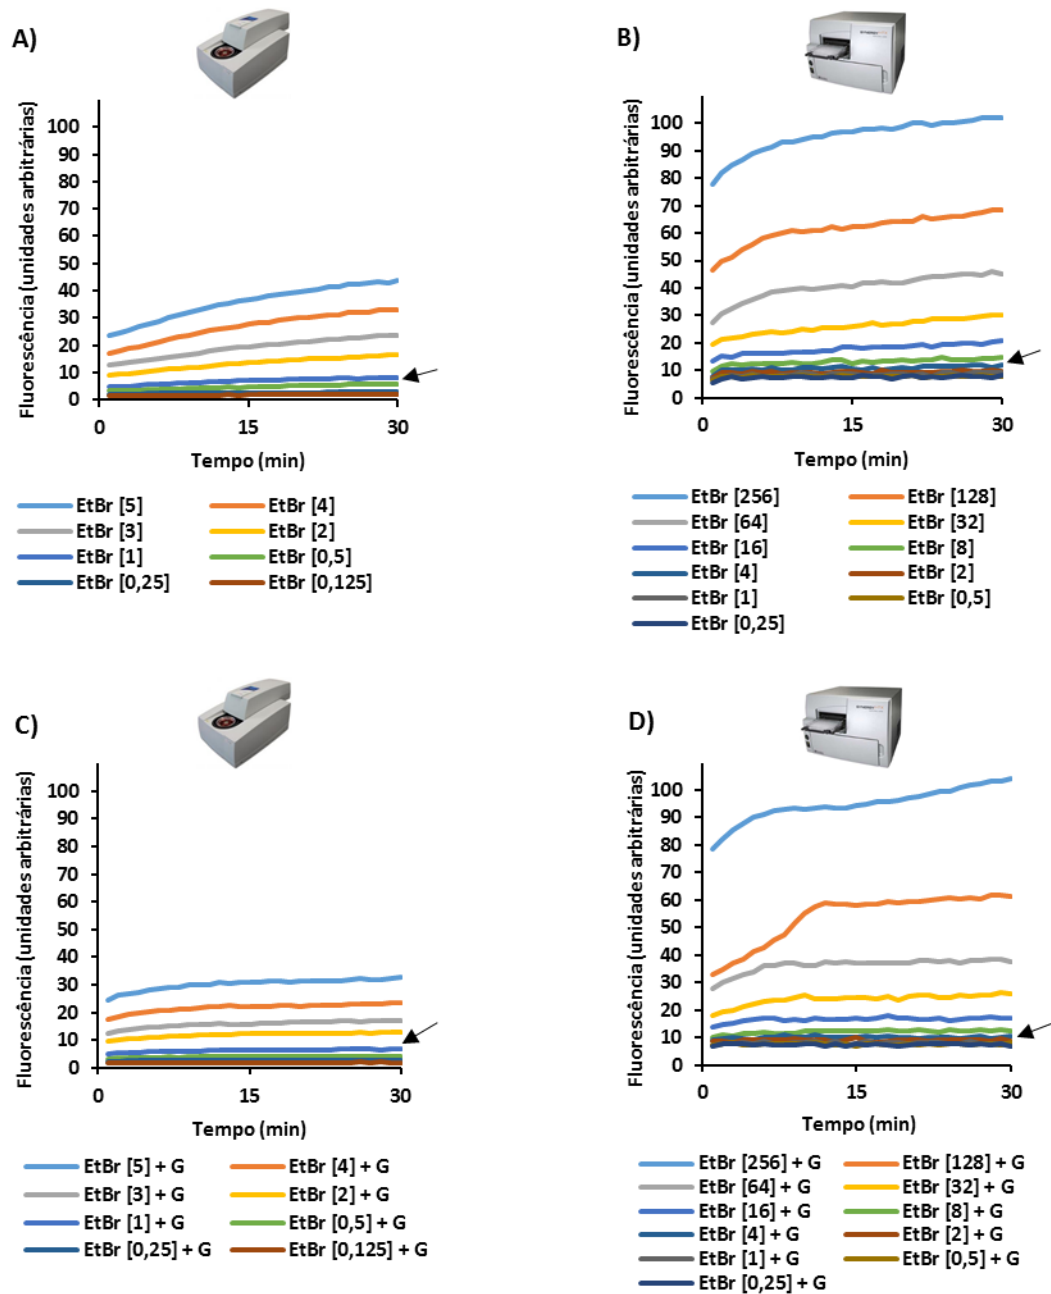 A)
Fluorescência (unidades arbitrárias)
100
90
80
70
60
50
40
30
20
10
0
0 15 30
Tempo (min)
EtBr [5] EtBr [4]
EtBr [3] EtBr [2]
EtBr [1] EtBr [0,5]
EtBr [0,25] EtBr [0,125]
B)
Fluorescência (unidades arbitrárias)
100
90
80
70
60
50
40
30
20
10
0
0 15 30
Tempo (min)
EtBr [256] EtBr [128]
EtBr [64] EtBr [32]
EtBr [16] EtBr [8]
EtBr [4] EtBr [2]
EtBr [1] EtBr [0,5]
EtBr [0,25]
C)
Fluorescência (unidades arbitrárias)
100
90
80
70
60
50
40
30
20
10
0
0 15 30
Tempo (min)
EtBr [5] + G EtBr [4] + G
EtBr [3] + G EtBr [2] + G
EtBr [1] + G EtBr [0,5] + G
EtBr [0,25] + G EtBr [0,125] + G
D)
Fluorescência (unidades arbitrárias)
100
90
80
70
60
50
40
30
20
10
0
0 15 30
Tempo (min)
EtBr [256] + G EtBr [128] + G
EtBr [64] + G EtBr [32] + G
EtBr [16] + G EtBr [8] + G
EtBr [4] + G EtBr [2] + G
EtBr [1] + G EtBr [0,5] + G
EtBr [0,25] + G